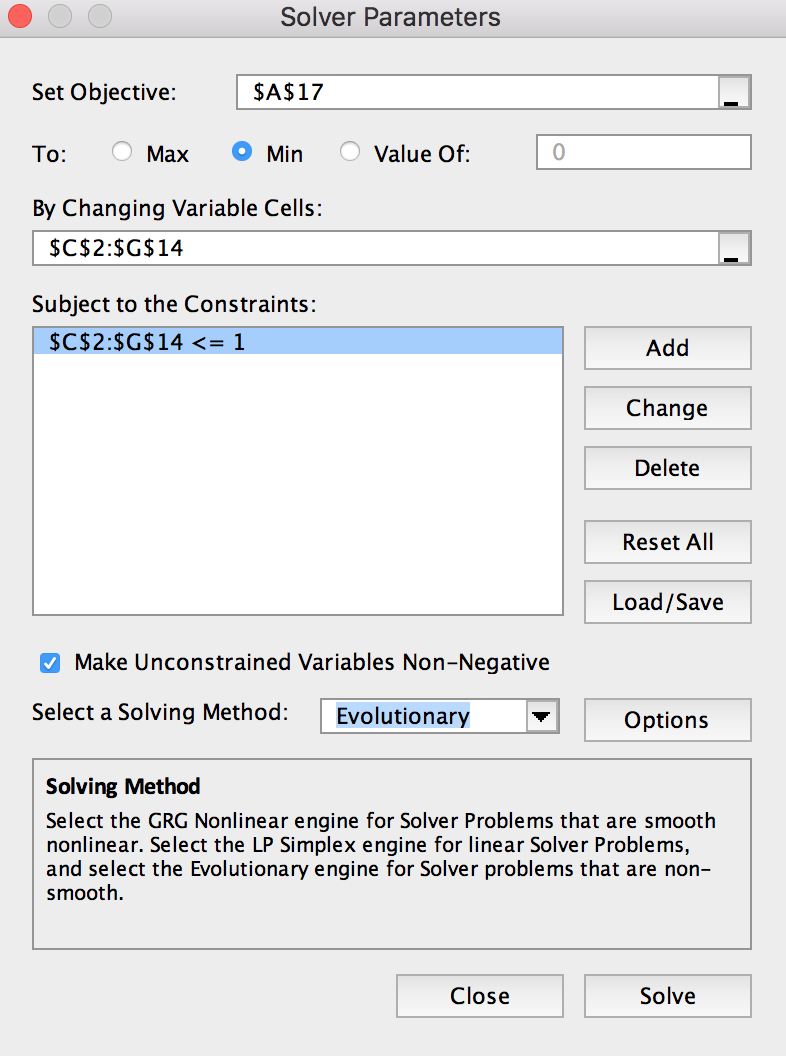 Solver Parameters
Set Objective: $A$17
To: Max Min Value Of: 0
By Changing Variable Cells:
$C$2:$G$14
Subject to the Constraints:
$C$2:$G$14 <= 1
Add
Change
Delete
Reset All
Load/Save
Make Unconstrained Variables Non-Negative
Select a Solving Method: Evolutionary Options
Solving Method
Select the GRG Nonlinear engine for Solver Problems that are smooth
nonlinear. Select the LP Simplex engine for linear Solver Problems,
and select the Evolutionary engine for Solver problems that are non-
smooth.
Close Solve